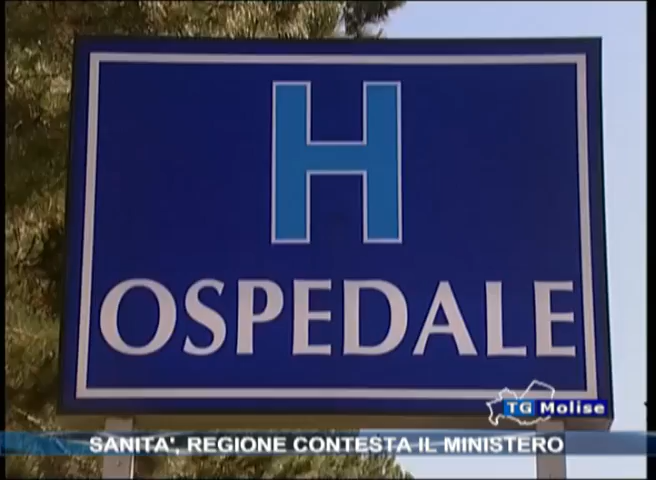 H
OSPEDALE
TG Molise
SANITA', REGIONE CONTESTA IL MINISTERO